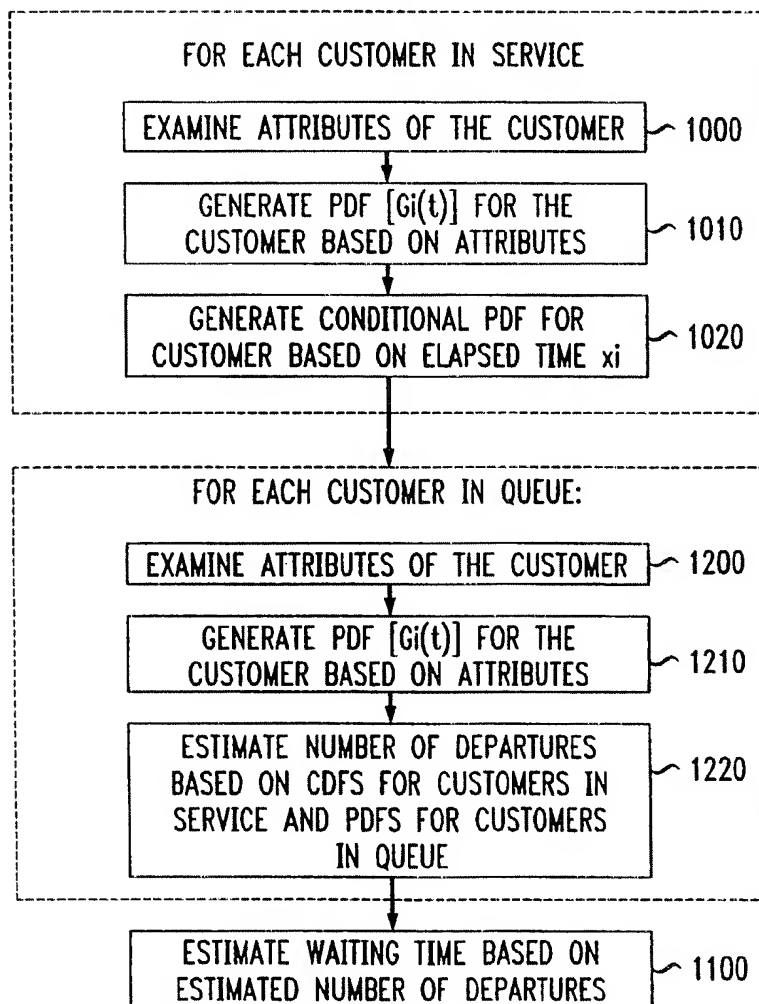 FOR EACH CUSTOMER IN SERVICE
EXAMINE ATTRIBUTES OF THE CUSTOMER
1000
GENERATE PDF [Gi(t)] FOR THE
CUSTOMER BASED ON ATTRIBUTES
1010
GENERATE CONDITIONAL PDF FOR
CUSTOMER BASED ON ELAPSED TIME xi
1020
FOR EACH CUSTOMER IN QUEUE:
EXAMINE ATTRIBUTES OF THE CUSTOMER
1200
GENERATE PDF [Gi(t)] FOR THE
CUSTOMER BASED ON ATTRIBUTES
1210
ESTIMATE NUMBER OF DEPARTURES
BASED ON CDFS FOR CUSTOMERS IN
SERVICE AND PDFS FOR CUSTOMERS
IN QUEUE
1220
ESTIMATE WAITING TIME BASED ON
ESTIMATED NUMBER OF DEPARTURES
1100